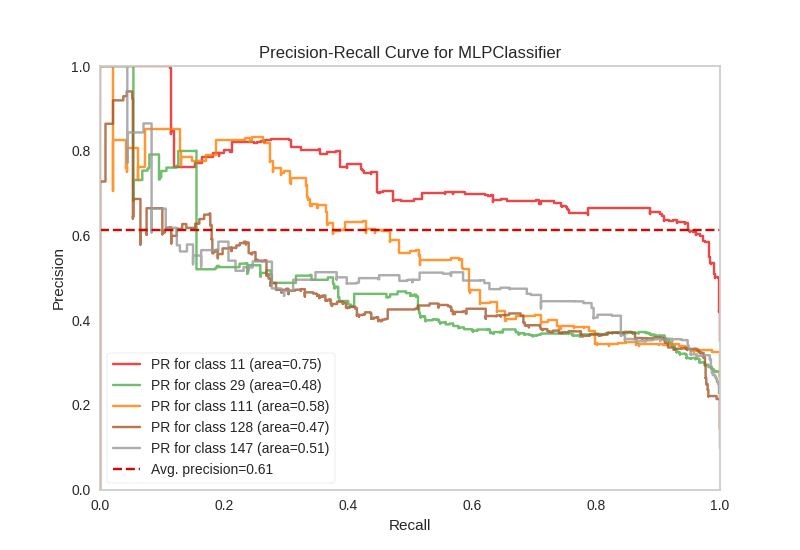 Precision-Recall Curve for MLPClassifier
1.0
0.8
0.6
0.4
0.2
0.0
Precision
PR for class 11 (area=0.75)
PR for class 29 (area=0.48)
PR for class 111 (area=0.58)
PR for class 128 (area=0.47)
PR for class 147 (area=0.51)
Avg. precision=0.61
0.0 0.2 0.4 0.6 0.8 1.0
Recall